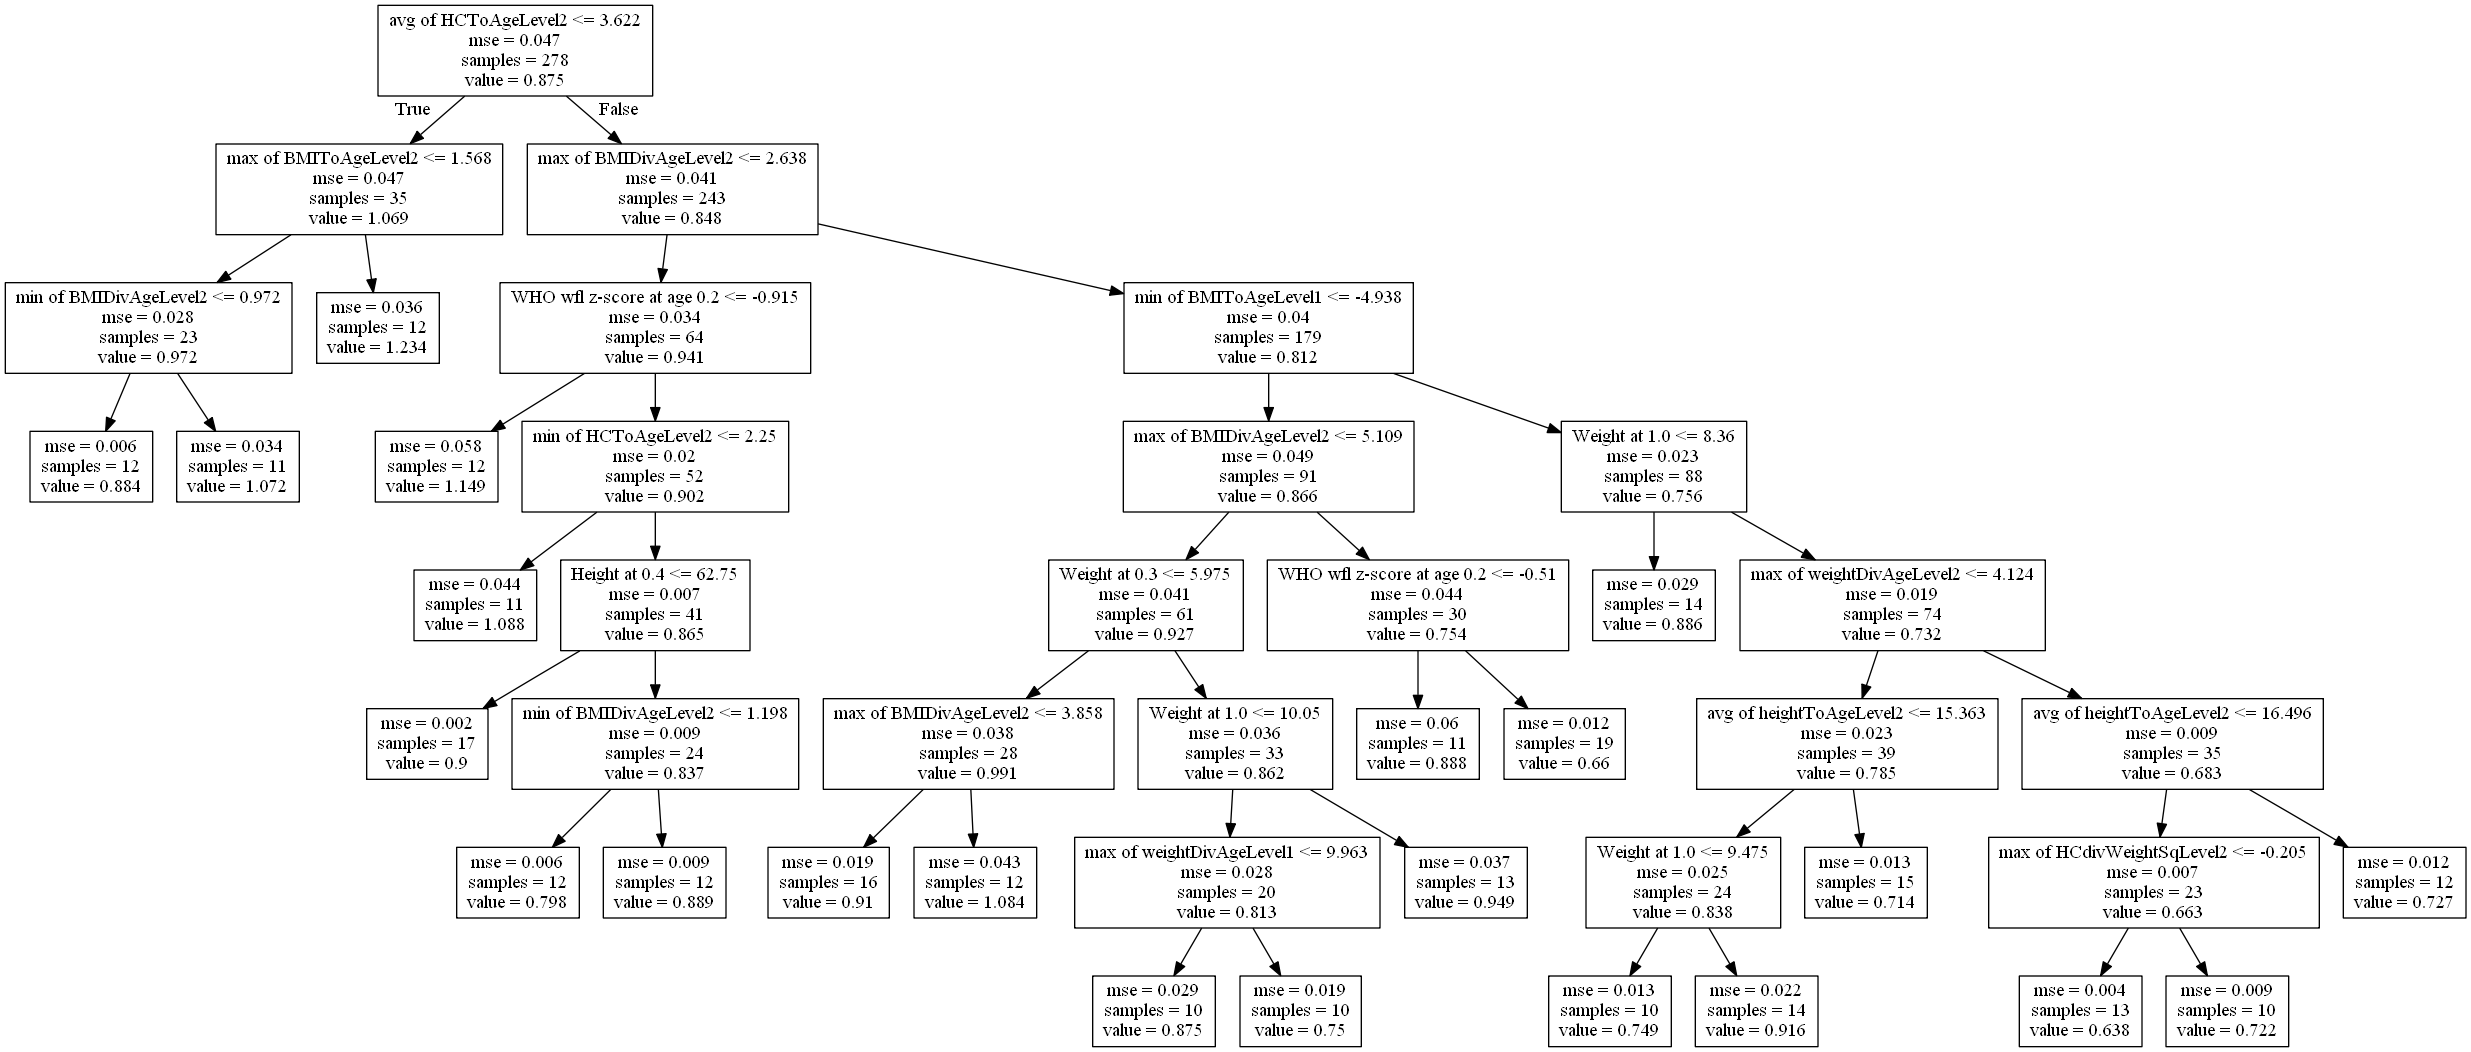 avg of HCToAgeLevel2 <= 3.622
mse = 0.047
samples = 278
value = 0.875
True
False
max of BMIToAgeLevel2 <= 1.568
mse = 0.047
samples = 35
value = 1.069
max of BMIDivAgeLevel2 <= 2.638
mse = 0.041
samples = 243
value = 0.848
min of BMIDivAgeLevel2 <= 0.972
mse = 0.028
samples = 23
value = 0.972
mse = 0.036
samples = 12
value = 1.234
WHO wfl z-score at age 0.2 <= -0.915
mse = 0.034
samples = 64
value = 0.941
min of BMIToAgeLevel1 <= -4.938
mse = 0.04
samples = 179
value = 0.812
mse = 0.006
samples = 12
value = 0.884
mse = 0.034
samples = 11
value = 1.072
mse = 0.058
samples = 12
value = 1.149
min of HCToAgeLevel2 <= 2.25
mse = 0.02
samples = 52
value = 0.902
max of BMIDivAgeLevel2 <= 5.109
mse = 0.049
samples = 91
value = 0.866
Weight at 1.0 <= 8.36
mse = 0.023
samples = 88
value = 0.756
mse = 0.044
samples = 11
value = 1.088
Height at 0.4 <= 62.75
mse = 0.007
samples = 41
value = 0.865
Weight at 0.3 <= 5.975
mse = 0.041
samples = 61
value = 0.927
WHO wfl z-score at age 0.2 <= -0.51
mse = 0.044
samples = 30
value = 0.754
mse = 0.029
samples = 14
value = 0.886
max of weightDivAgeLevel2 <= 4.124
mse = 0.019
samples = 74
value = 0.732
mse = 0.002
samples = 17
value = 0.9
min of BMIDivAgeLevel2 <= 1.198
mse = 0.009
samples = 24
value = 0.837
max of BMIDivAgeLevel2 <= 3.858
mse = 0.038
samples = 28
value = 0.991
Weight at 1.0 <= 10.05
mse = 0.036
samples = 33
value = 0.862
mse = 0.06
samples = 11
value = 0.888
mse = 0.012
samples = 19
value = 0.66
avg of heightToAgeLevel2 <= 15.363
mse = 0.023
samples = 39
value = 0.785
avg of heightToAgeLevel2 <= 16.496
mse = 0.009
samples = 35
value = 0.683
mse = 0.006
samples = 12
value = 0.798
mse = 0.009
samples = 12
value = 0.889
mse = 0.019
samples = 16
value = 0.91
mse = 0.043
samples = 12
value = 1.084
max of weightDivAgeLevel1 <= 9.963
mse = 0.028
samples = 20
value = 0.813
mse = 0.037
samples = 13
value = 0.949
Weight at 1.0 <= 9.475
mse = 0.025
samples = 24
value = 0.838
mse = 0.013
samples = 15
value = 0.714
max of HCdivWeightSqLevel2 <= -0.205
mse = 0.007
samples = 23
value = 0.663
mse = 0.012
samples = 12
value = 0.727
mse = 0.029
samples = 10
value = 0.875
mse = 0.019
samples = 10
value = 0.75
mse = 0.013
samples = 10
value = 0.749
mse = 0.022
samples = 14
value = 0.916
mse = 0.004
samples = 13
value = 0.638
mse = 0.009
samples = 10
value = 0.722